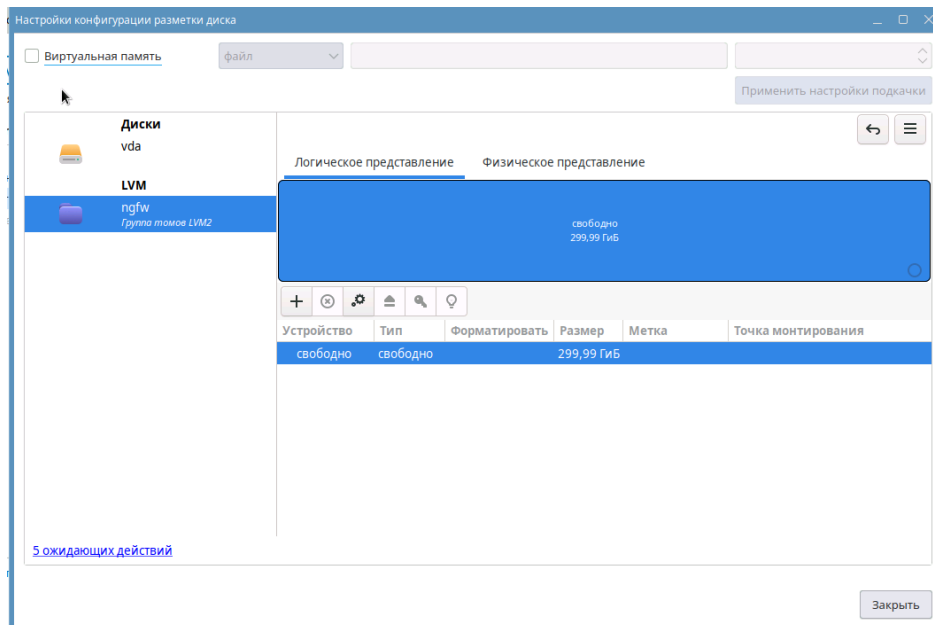 Настройки конфигурации разметки диска
Виртуальная память файл
Применить настройки подкачки
Диски
vda
LVM
ngfw
Группа томов LVM2
Логическое представление Физическое представление
свободно
299,99 ГиБ
Устройство Тип Форматировать Размер Метка Точка монтирования
свободно свободно 299,99 ГиБ
5 ожидающих действий
Закрыть